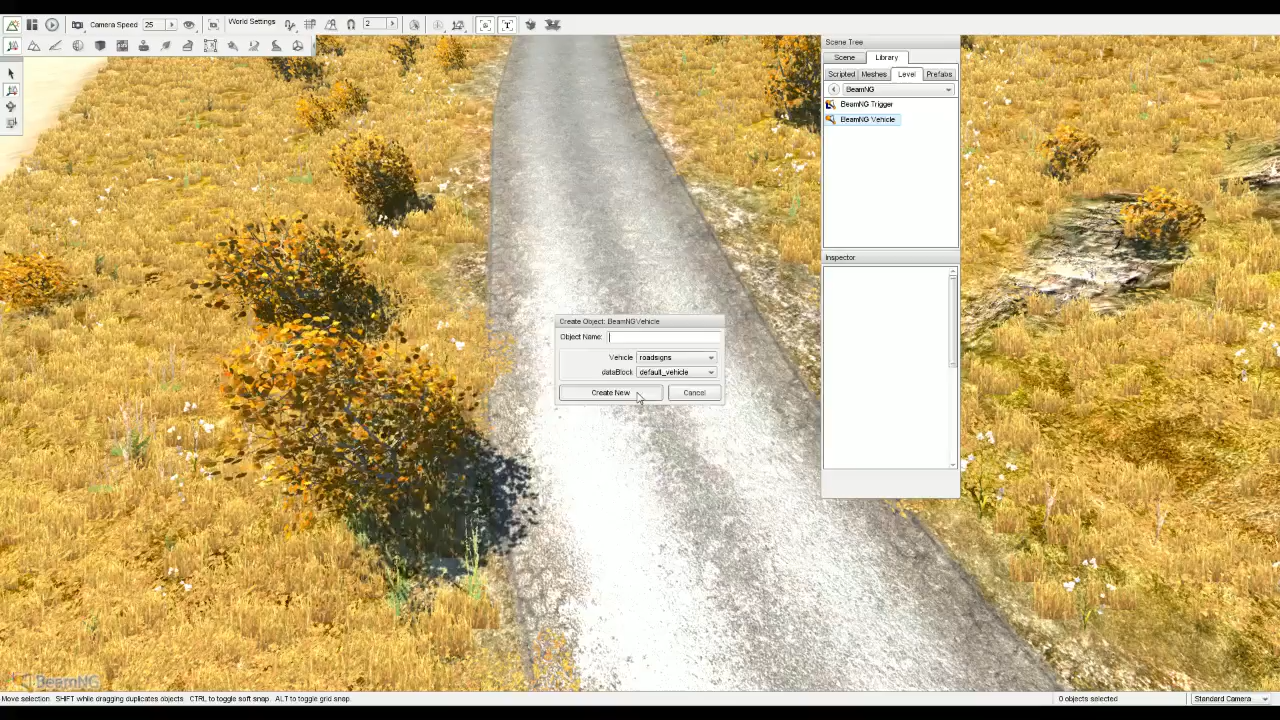 Camera Speed 25 World Settings 2
T
Scene Tree
Scene Library
Scripted Meshes Level Prefabs
BeamNG
BeamNG Trigger
BeamNG Vehicle
Inspector
Create Object: BeamNGVehicle
Object Name:
Vehicle roadsigns
dataBlock default_vehicle
Create New Cancel
BeamNG
Move selection. SHIFT while dragging duplicates objects. CTRL to toggle soft snap. ALT to toggle grid snap. 0 objects selected Standard Camera